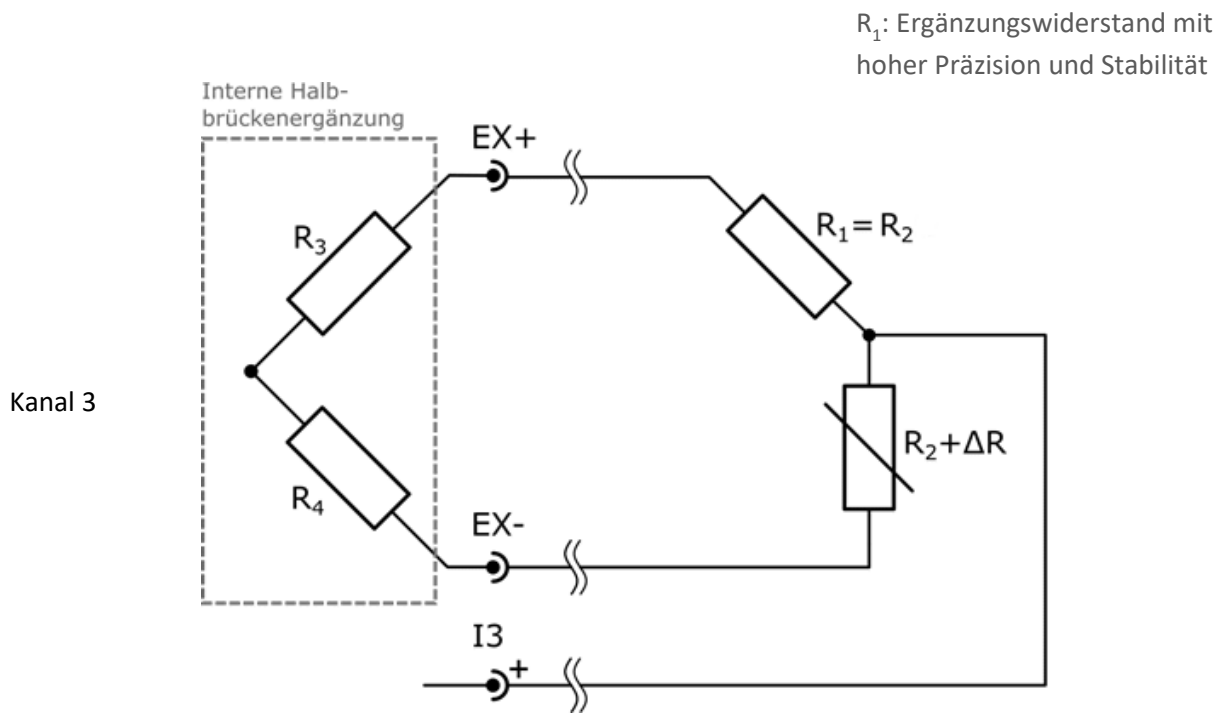 R₁: Ergänzungswiderstand mit
hoher Präzision und Stabilität
Interne Halb-
brückenergänzung
EX+
R₃
R₁= R₂
Kanal 3
R₂+ΔR
R₄
EX-
I3
+